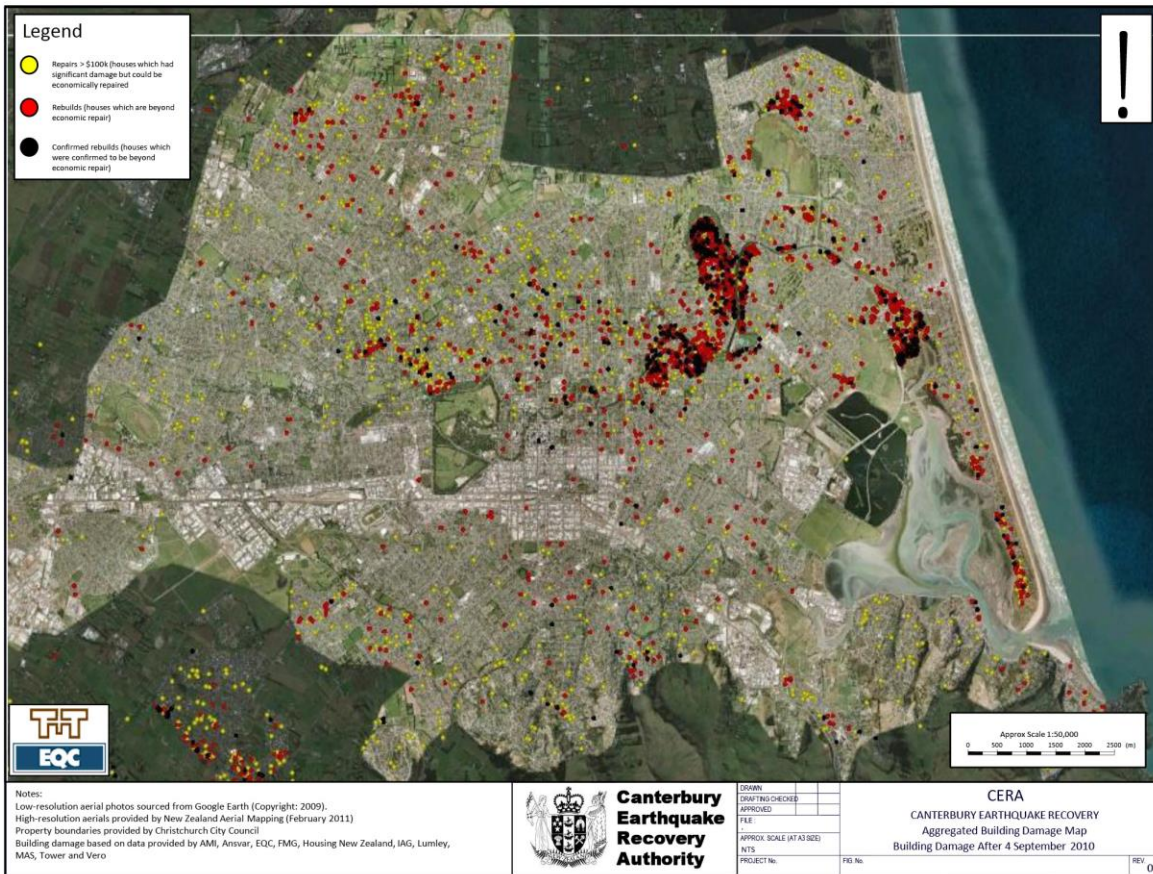 Legend
Repairs > $100k (houses which had
significant damage but could be
economically repaired
Rebuilds (houses which are beyond
economic repair)
Confirmed rebuilds (houses which
were confirmed to be beyond
economic repair)
!
T+T
EQC
Approx Scale 1:50,000
0 500 1000 1500 2000 2500 (m)
Notes:
Low-resolution aerial photos sourced from Google Earth (Copyright: 2009).
High-resolution aerials provided by New Zealand Aerial Mapping (February 2011)
Property boundaries provided by Christchurch City Council
Building damage based on data provided by AMI, Ansvar, EQC, FMG, Housing New Zealand, IAG, Lumley,
MAS, Tower and Vero
Canterbury
Earthquake
Recovery
Authority
DRAWN
DRAFTING CHECKED
APPROVED
FILE :
APPROX. SCALE (AT A3 SIZE)
NTS
PROJECT No.
CERA
CANTERBURY EARTHQUAKE RECOVERY
Aggregated Building Damage Map
Building Damage After 4 September 2010
FIG. No.
REV.
0